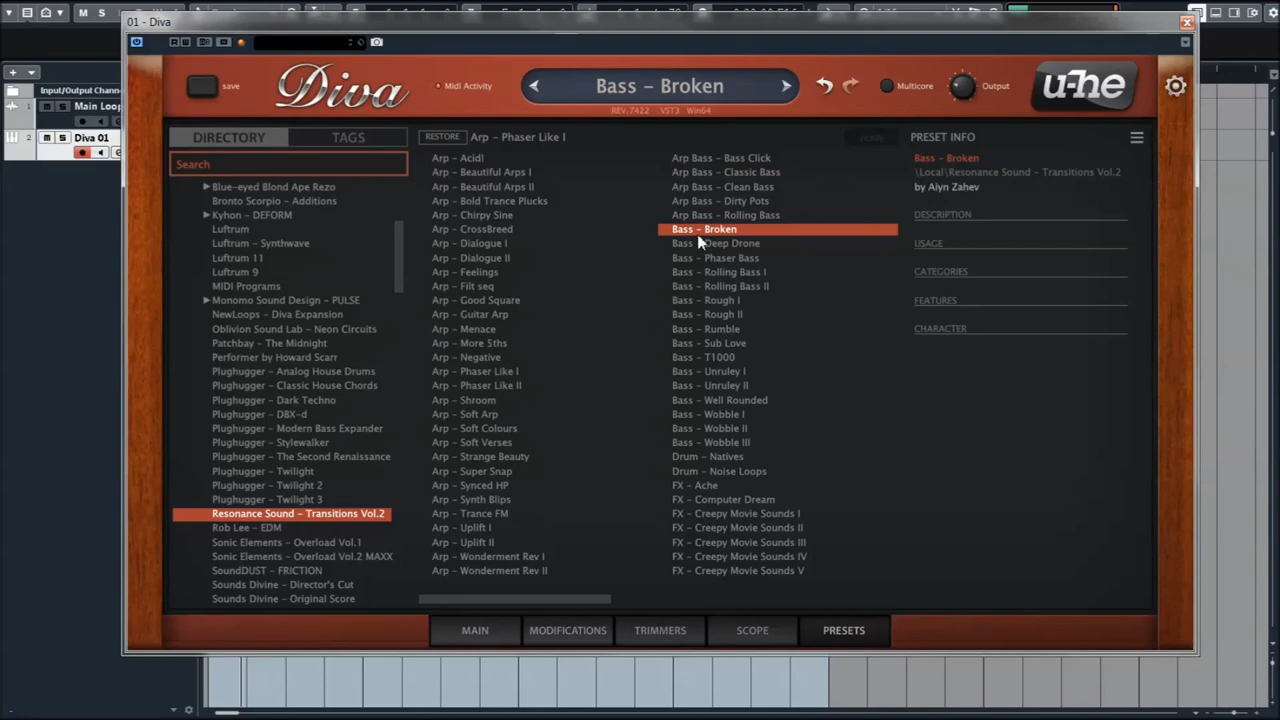 01 - Diva
save
Diva
Midi Activity
Bass – Broken
REV.7422 VST3 Win64
Multicore
Output
u-he
Input/Output Channe
1
M S
Main Loop
2
M S
Diva 01
DIRECTORY
TAGS
Search
Blue-eyed Blond Ape Rezo
Bronto Scorpio – Additions
Kyhon – DEFORM
Luftrum
Luftrum – Synthwave
Luftrum 11
Luftrum 9
MIDI Programs
Monomo Sound Design – PULSE
NewLoops – Diva Expansion
Oblivion Sound Lab – Neon Circuits
Patchbay – The Midnight
Performer by Howard Scarr
Plughugger – Analog House Drums
Plughugger – Classic House Chords
Plughugger – Dark Techno
Plughugger – DBX-d
Plughugger – Modern Bass Expander
Plughugger – Stylewalker
Plughugger – The Second Renaissance
Plughugger – Twilight
Plughugger – Twilight 2
Plughugger – Twilight 3
Resonance Sound – Transitions Vol.2
Rob Lee – EDM
Sonic Elements – Overload Vol.1
Sonic Elements – Overload Vol.2 MAXX
SoundDUST – FRICTION
Sounds Divine – Director's Cut
Sounds Divine – Original Score
RESTORE
Arp – Phaser Like I
Arp – Acid!
Arp – Beautiful Arps I
Arp – Beautiful Arps II
Arp – Bold Trance Plucks
Arp – Chirpy Sine
Arp – CrossBreed
Arp – Dialogue I
Arp – Dialogue II
Arp – Feelings
Arp – Filt seq
Arp – Good Square
Arp – Guitar Arp
Arp – Menace
Arp – More 5ths
Arp – Negative
Arp – Phaser Like I
Arp – Phaser Like II
Arp – Shroom
Arp – Soft Arp
Arp – Soft Colours
Arp – Soft Verses
Arp – Strange Beauty
Arp – Super Snap
Arp – Synced HP
Arp – Synth Blips
Arp – Trance FM
Arp – Uplift I
Arp – Uplift II
Arp – Wonderment Rev I
Arp – Wonderment Rev II
Arp Bass – Bass Click
Arp Bass – Classic Bass
Arp Bass – Clean Bass
Arp Bass – Dirty Pots
Arp Bass – Rolling Bass
Bass – Broken
Bass – Deep Drone
Bass – Phaser Bass
Bass – Rolling Bass I
Bass – Rolling Bass II
Bass – Rough I
Bass – Rough II
Bass – Rumble
Bass – Sub Love
Bass – T1000
Bass – Unruley I
Bass – Unruley II
Bass – Well Rounded
Bass – Wobble I
Bass – Wobble II
Bass – Wobble III
Drum – Natives
Drum – Noise Loops
FX – Ache
FX – Computer Dream
FX – Creepy Movie Sounds I
FX – Creepy Movie Sounds II
FX – Creepy Movie Sounds III
FX – Creepy Movie Sounds IV
FX – Creepy Movie Sounds V
PRESET INFO
Bass – Broken
\Local\Resonance Sound – Transitions Vol.2
by Aiyn Zahev
DESCRIPTION
USAGE
CATEGORIES
FEATURES
CHARACTER
MAIN
MODIFICATIONS
TRIMMERS
SCOPE
PRESETS